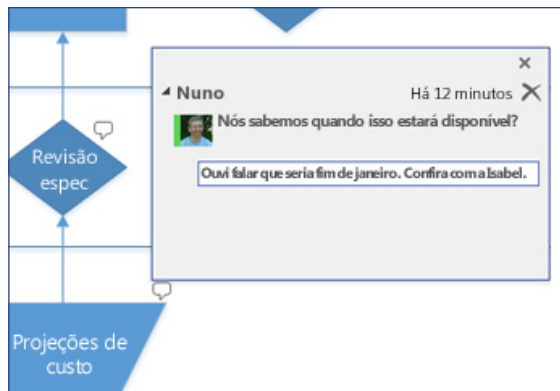 Nuno
Há 12 minutos
Nós sabemos quando isso estará disponível?
Ouvi falar que seria fim de janeiro. Confira com a Isabel.
Revisão
espec
Projeções de
custo